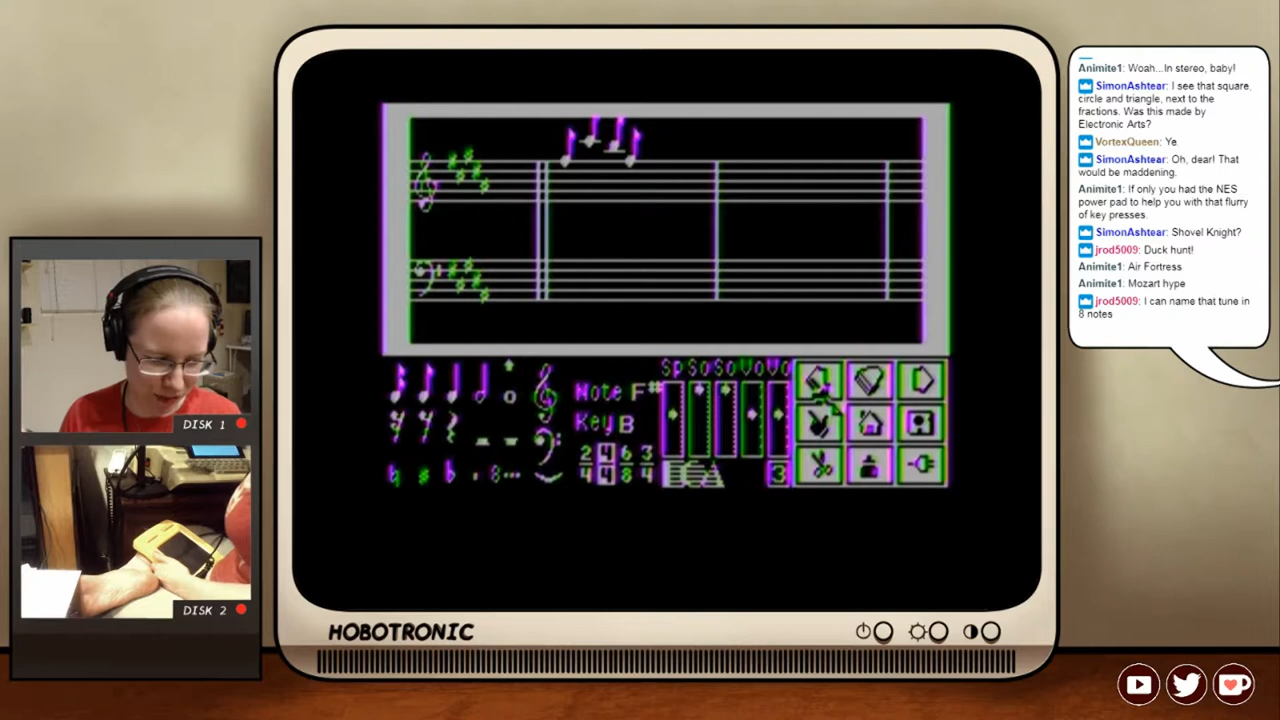 Animite1: Woah...In stereo, baby!
SimonAshtear: I see that square,
circle and triangle, next to the
fractions. Was this made by
Electronic Arts?
VortexQueen: Ye
SimonAshtear: Oh, dear! That
would be maddening.
Animite1: If only you had the NES
power pad to help you with that flurry
of key presses.
SimonAshtear: Shovel Knight?
jrod5009: Duck hunt!
Animite1: Air Fortress
Animite1: Mozart hype
jrod5009: I can name that tune in
8 notes
Sp So So Vo Vo
Note F#
Key B
2 4 6 3
4 4 8 4
3
DISK 1
DISK 2
HOBOTRONIC